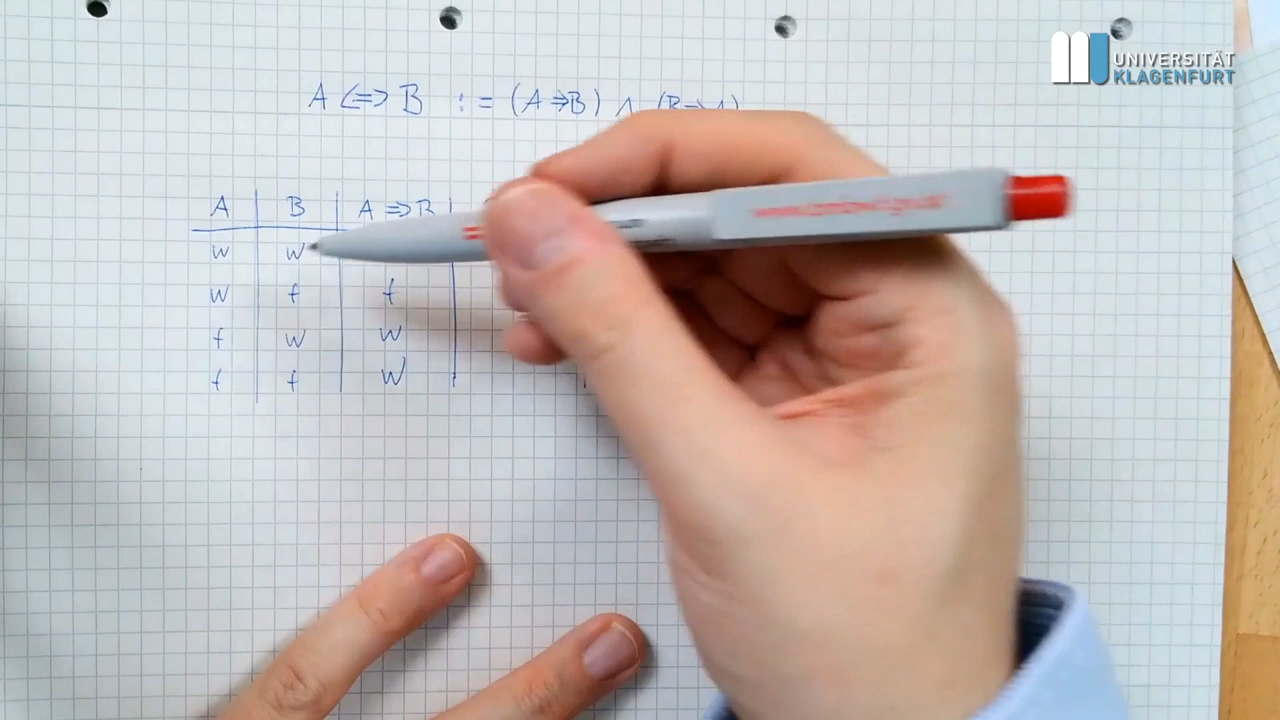 UNIVERSITÄT
KLAGENFURT
A <=> B := (A => B) ∧ (B => A)
A B A => B
w w
w f f
f w w
f f w